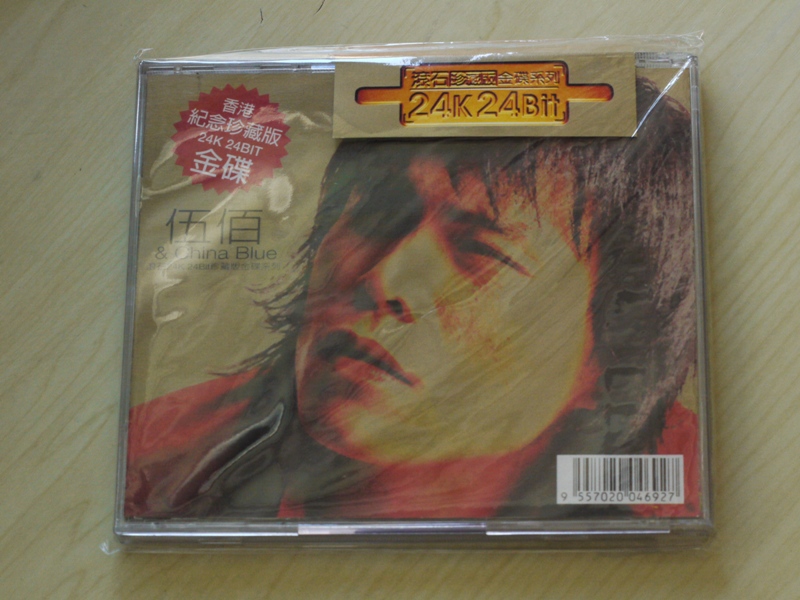 滾石珍藏版金碟系列
24K 24Bit
香港
紀念珍藏版
24K 24BIT
金碟
伍佰
& China Blue
9 557020 046927